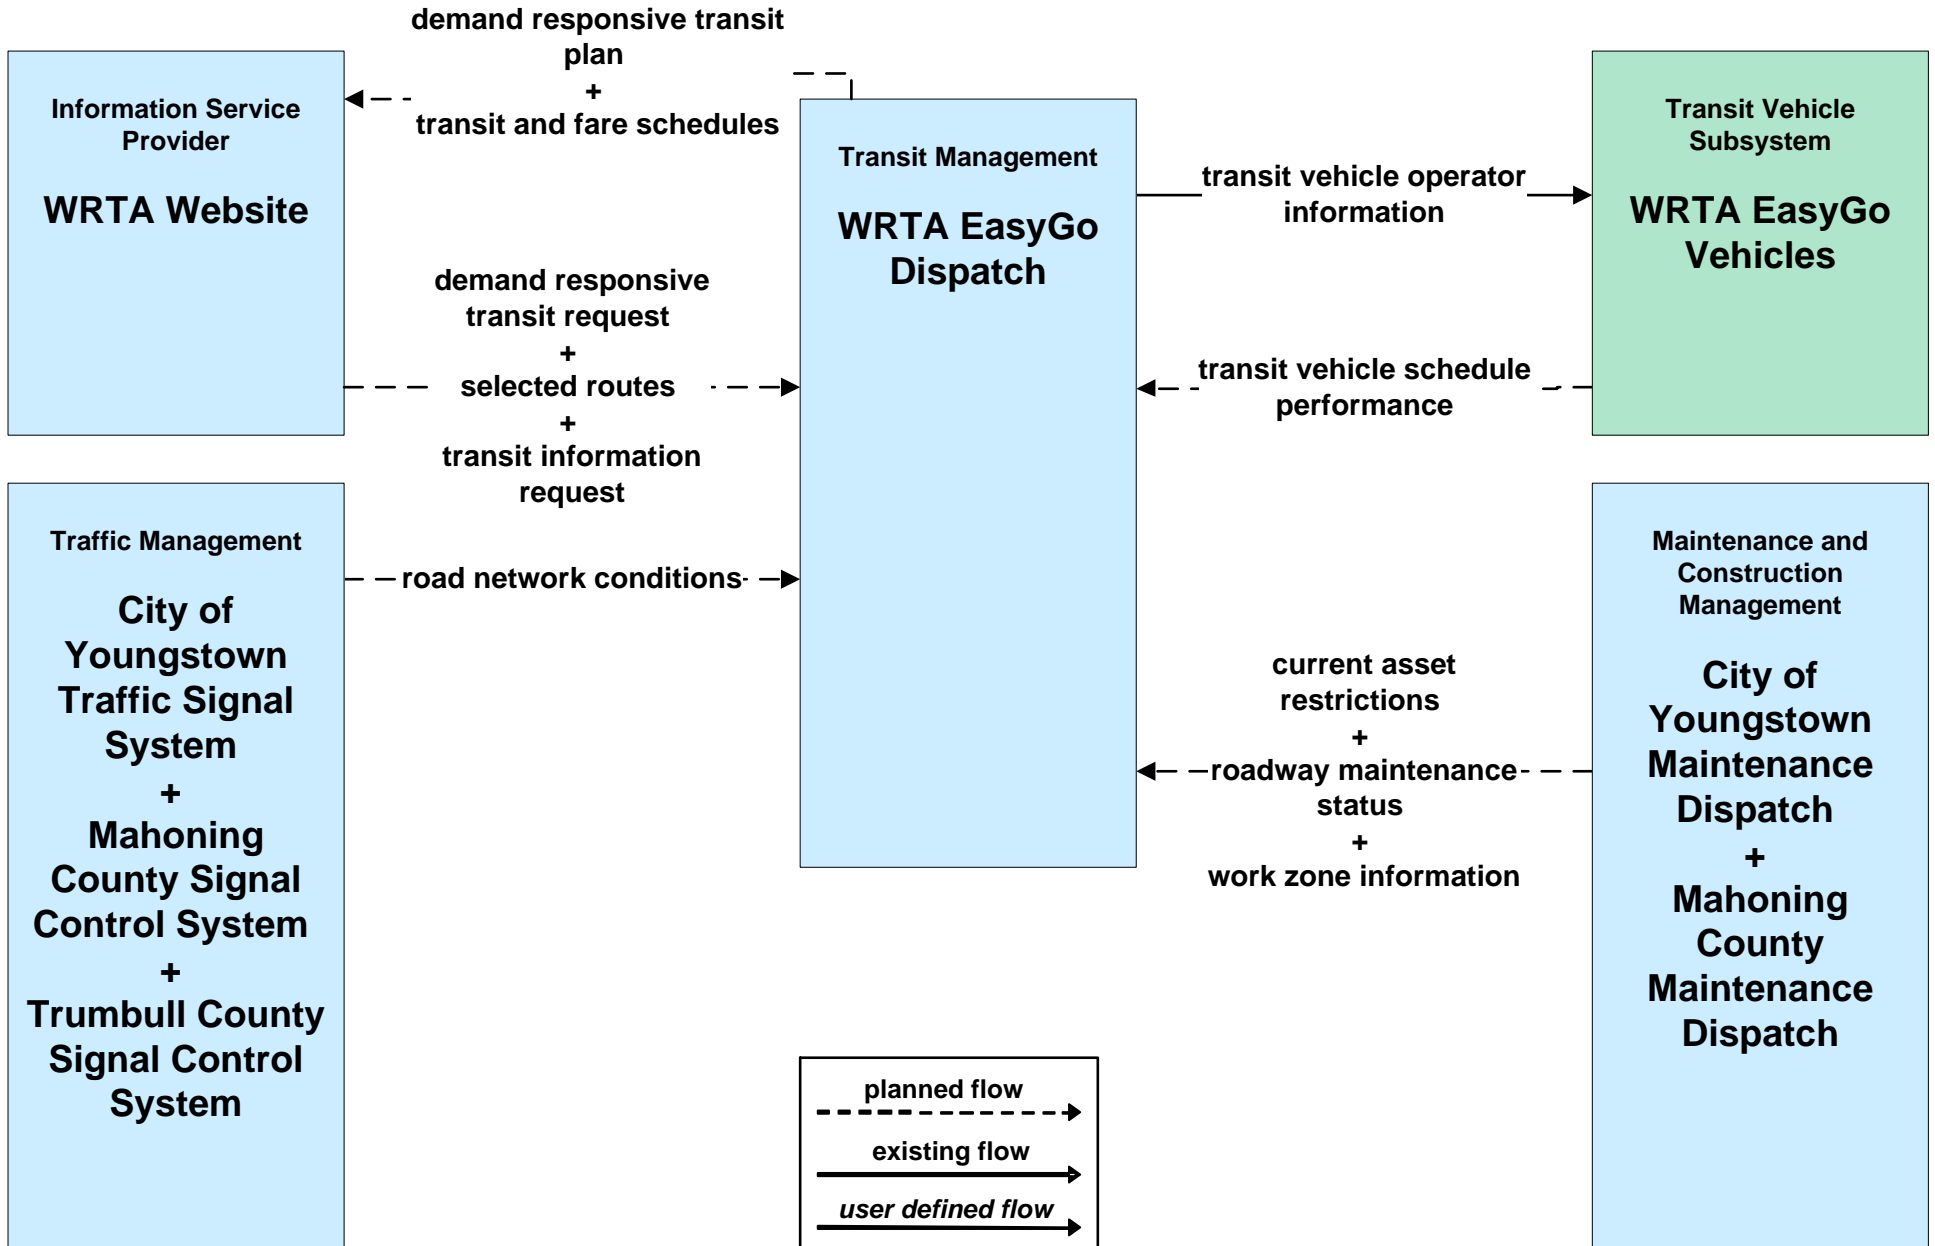 demand responsive transit
plan
+
transit and fare schedules
Information Service
Provider
WRTA Website
Transit Management
WRTA EasyGo
Dispatch
transit vehicle operator
information
Transit Vehicle
Subsystem
WRTA EasyGo
Vehicles
demand responsive
transit request
+
selected routes
+
transit information
request
transit vehicle schedule
performance
Traffic Management
City of
Youngstown
Traffic Signal
System
+
Mahoning
County Signal
Control System
+
Trumbull County
Signal Control
System
road network conditions
current asset
restrictions
+
roadway maintenance
status
+
work zone information
Maintenance and
Construction
Management
City of
Youngstown
Maintenance
Dispatch
+
Mahoning
County
Maintenance
Dispatch
planned flow
existing flow
user defined flow